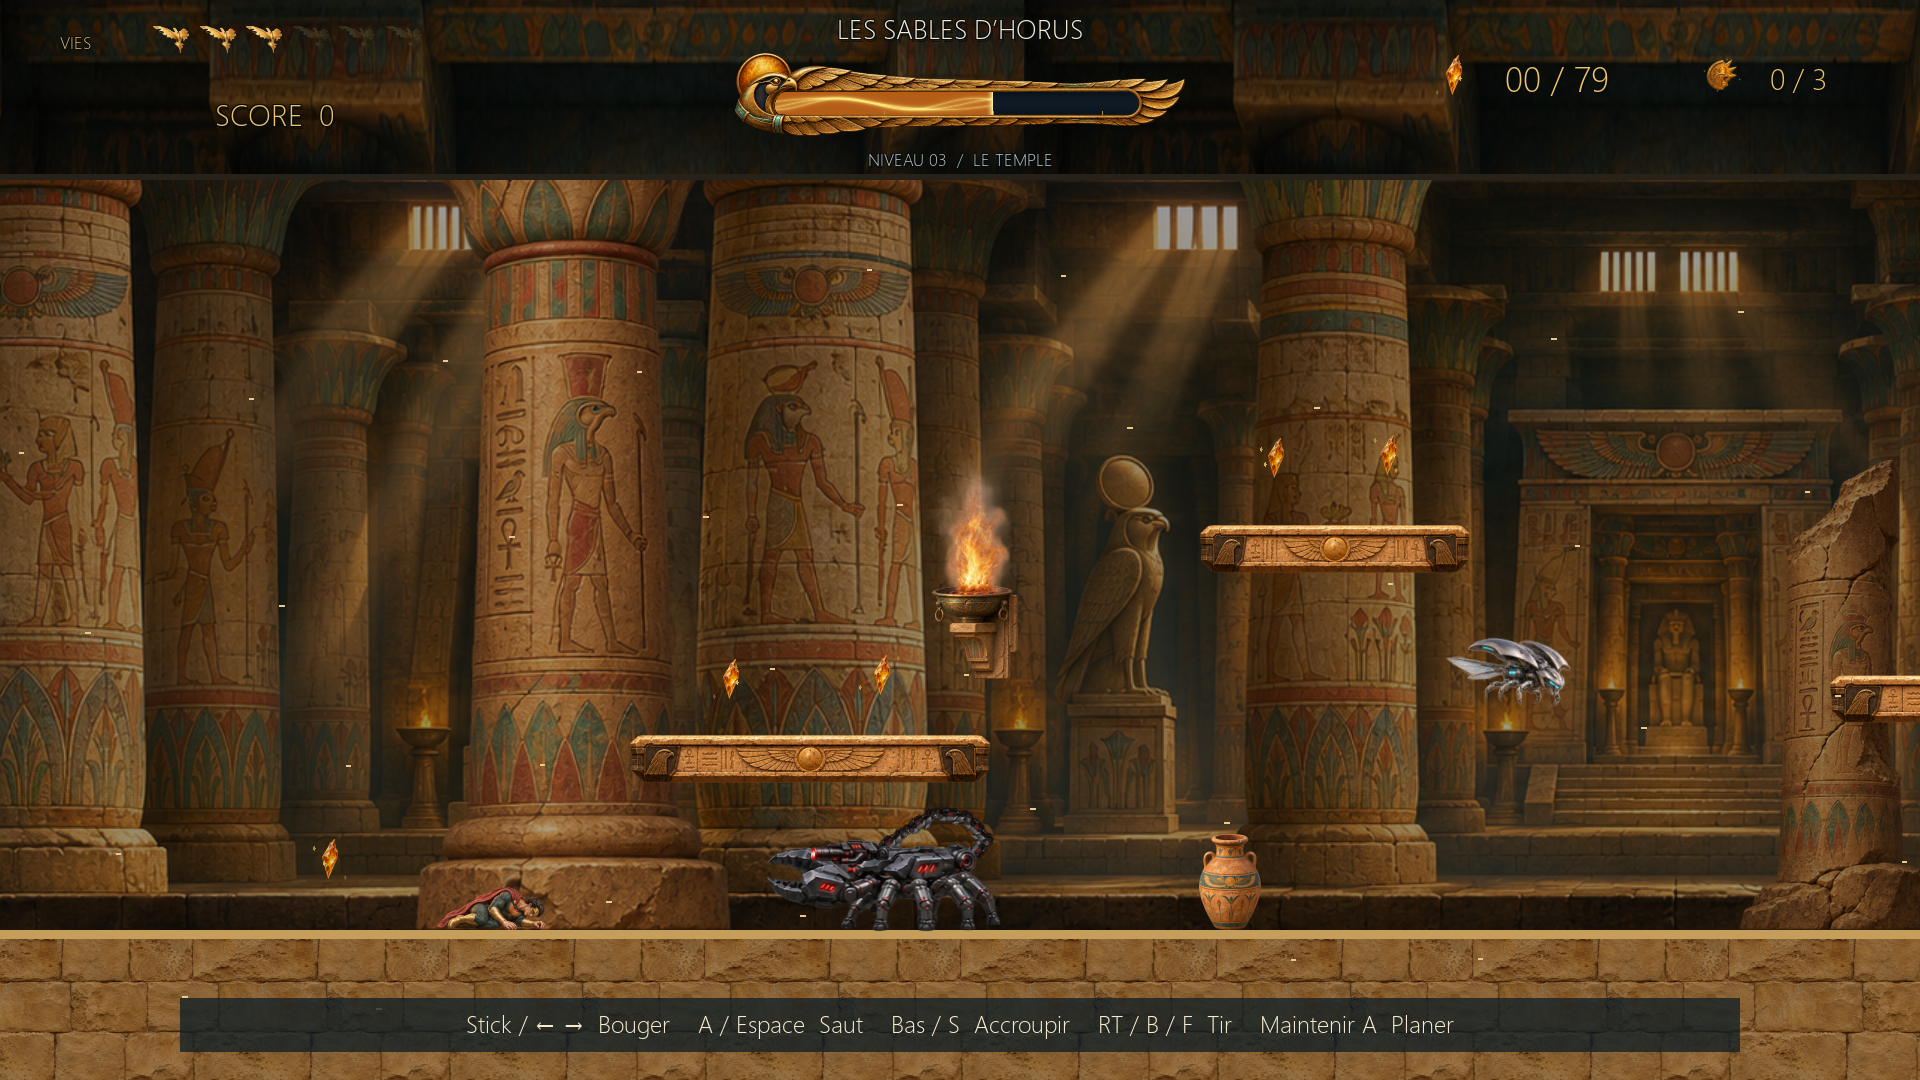 LES SABLES D’HORUS
VIES
SCORE 0
00 / 79
0 / 3
NIVEAU 03 / LE TEMPLE
Stick / ← → Bouger A / Espace Saut Bas / S Accroupir RT / B / F Tir Maintenir A Planer